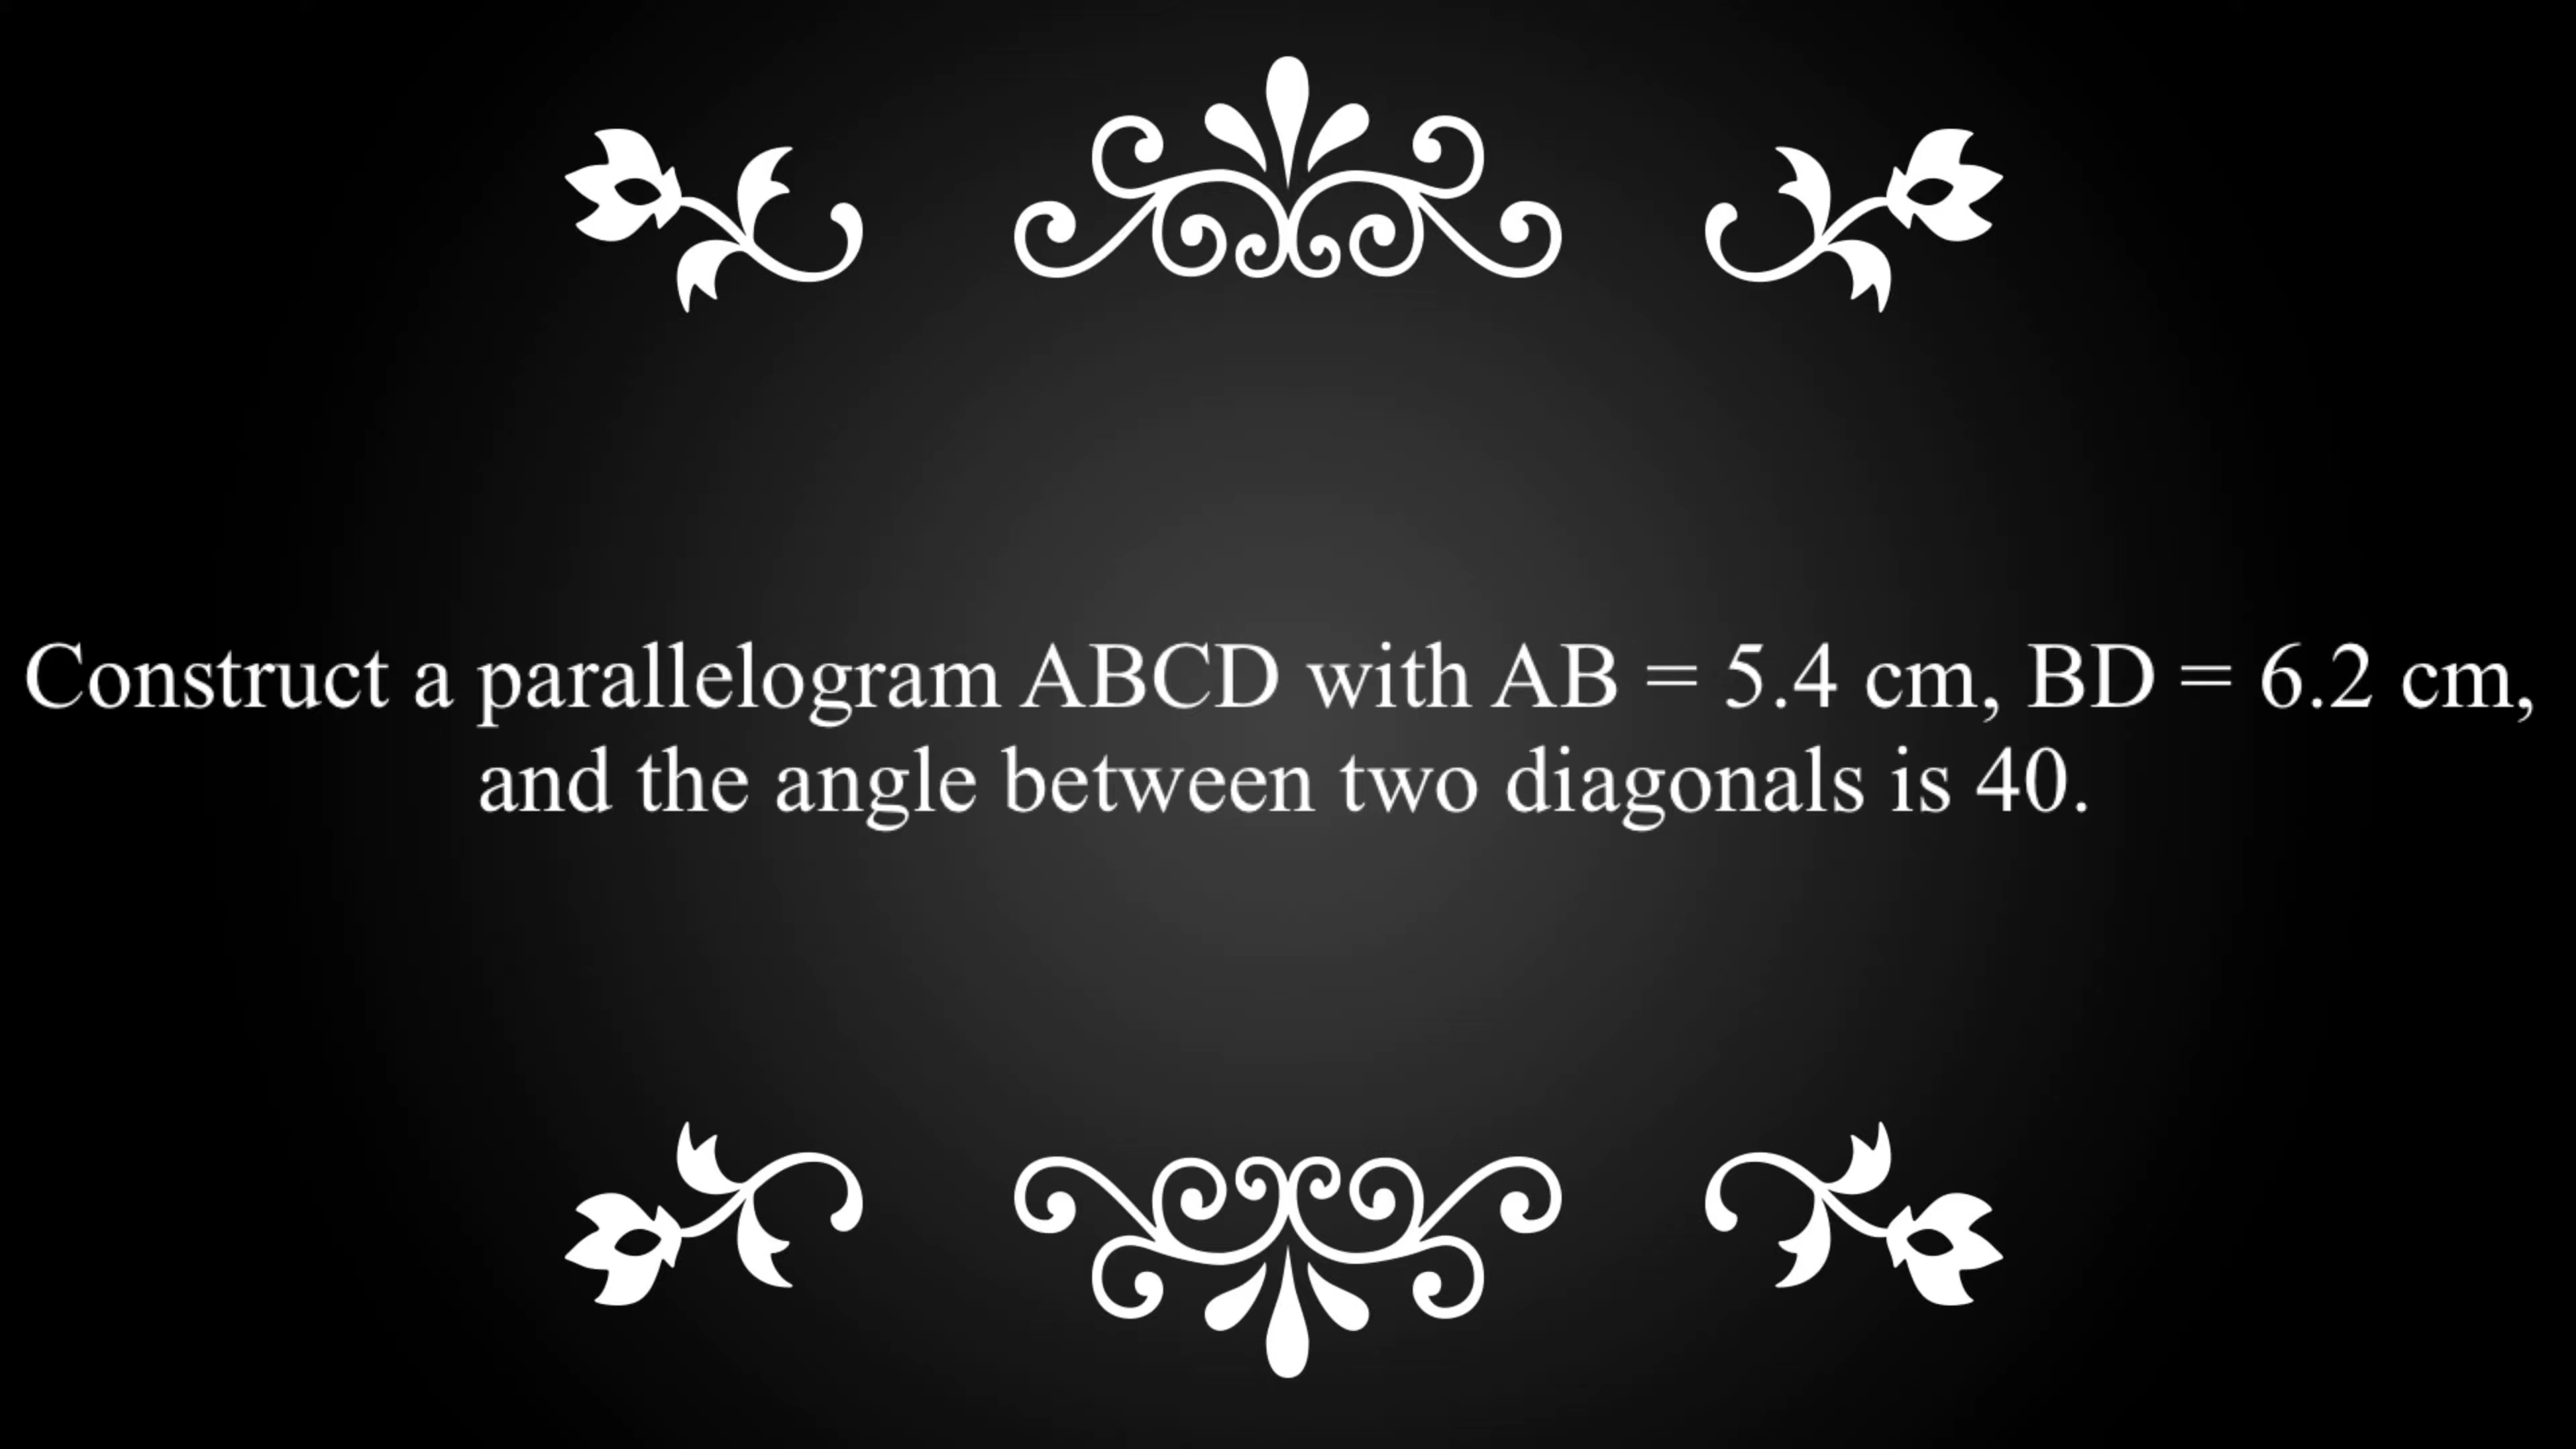 Construct a parallelogram ABCD with AB = 5.4 cm, BD = 6.2 cm,
and the angle between two diagonals is 40.